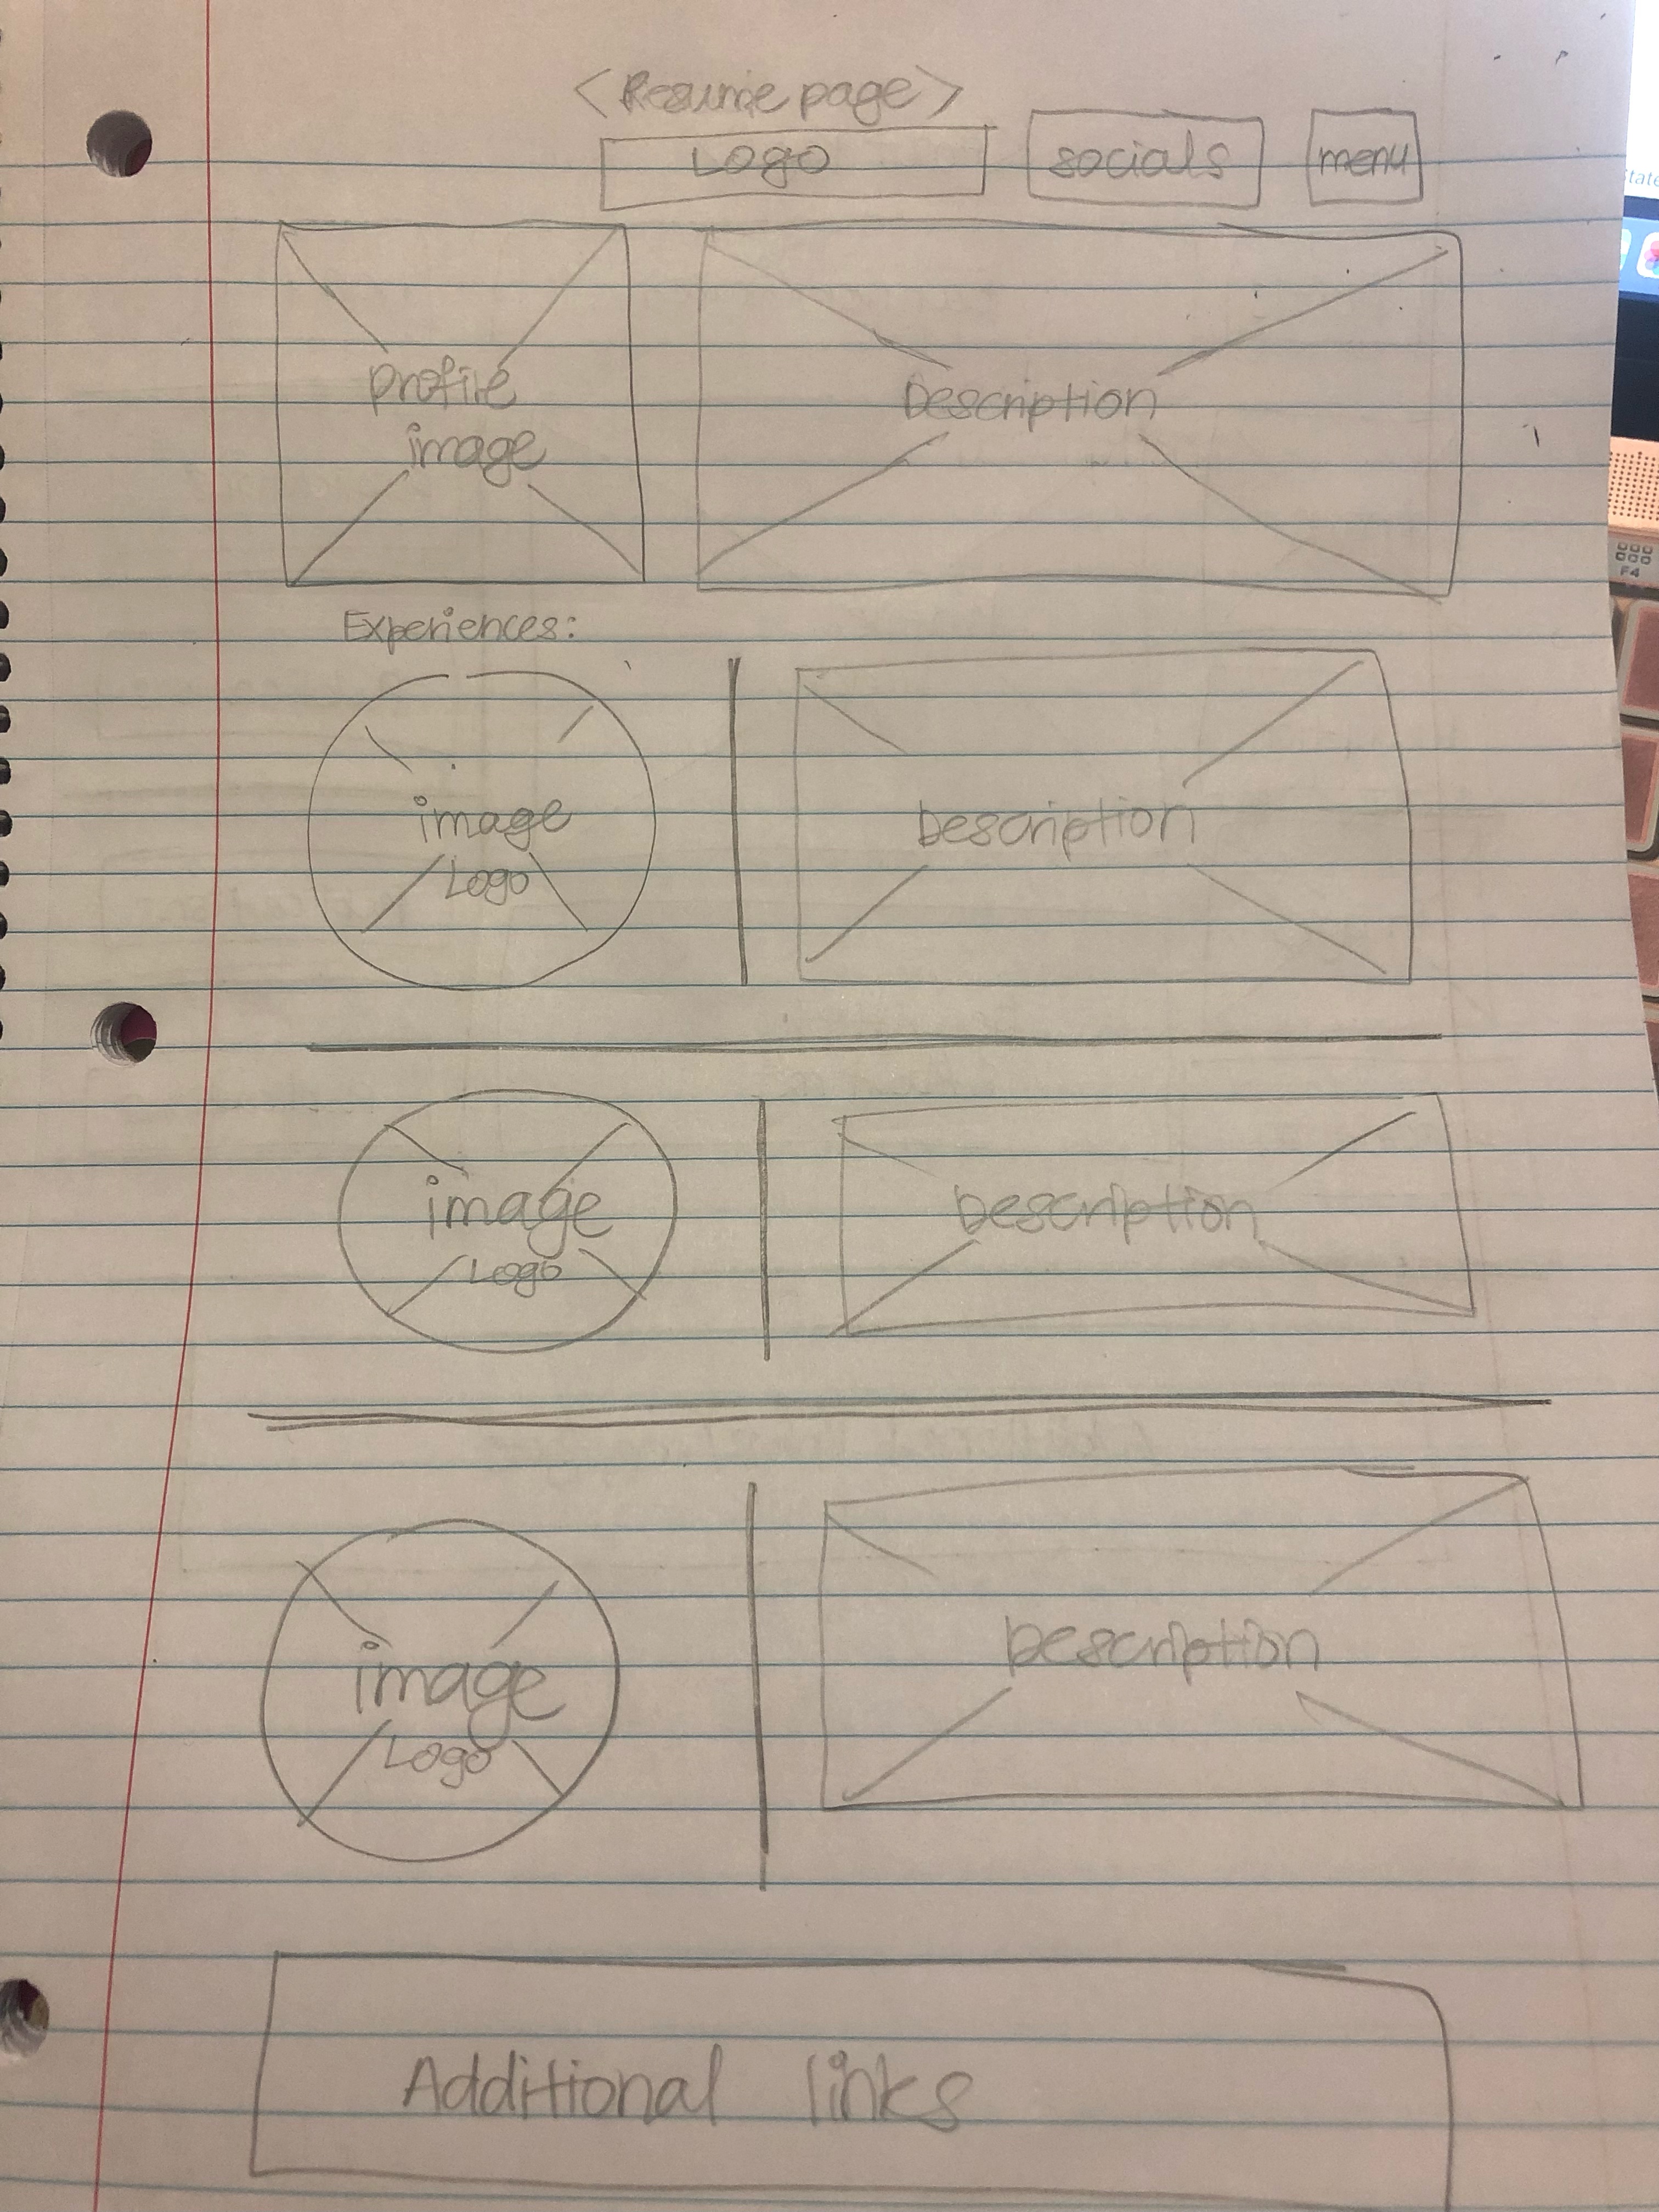 <Resume page>
Logo
socials
menu
profile
image
Description
Experiences:
image
Logo
Description
image
Logo
Description
image
Logo
Description
Additional links
F4